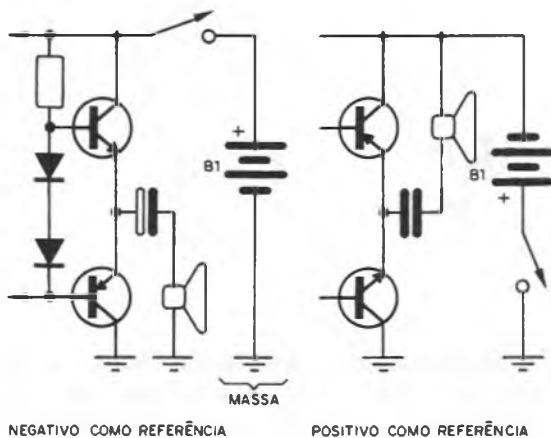 +
B1
B1
+
MASSA
NEGATIVO COMO REFERÊNCIA
POSITIVO COMO REFERÊNCIA